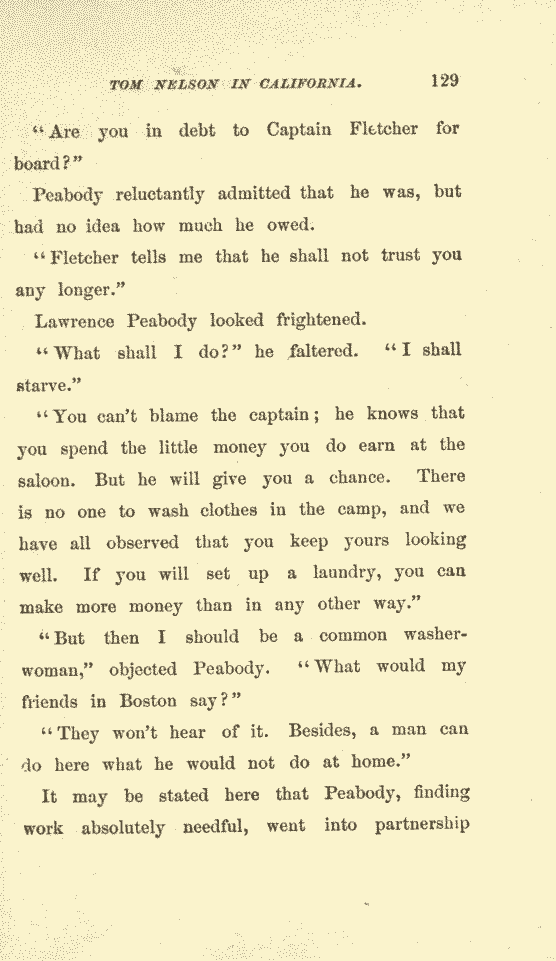 TOM NELSON IN CALIFORNIA. 129
“Are you in debt to Captain Fletcher for
board?”
Peabody reluctantly admitted that he was, but
had no idea how much he owed.
“Fletcher tells me that he shall not trust you
any longer.”
Lawrence Peabody looked frightened.
“What shall I do?” he faltered. “I shall
starve.”
“You can’t blame the captain; he knows that
you spend the little money you do earn at the
saloon. But he will give you a chance. There
is no one to wash clothes in the camp, and we
have all observed that you keep yours looking
well. If you will set up a laundry, you can
make more money than in any other way.”
“But then I should be a common washer-
woman,” objected Peabody. “What would my
friends in Boston say?”
“They won’t hear of it. Besides, a man can
do here what he would not do at home.”
It may be stated here that Peabody, finding
work absolutely needful, went into partnership